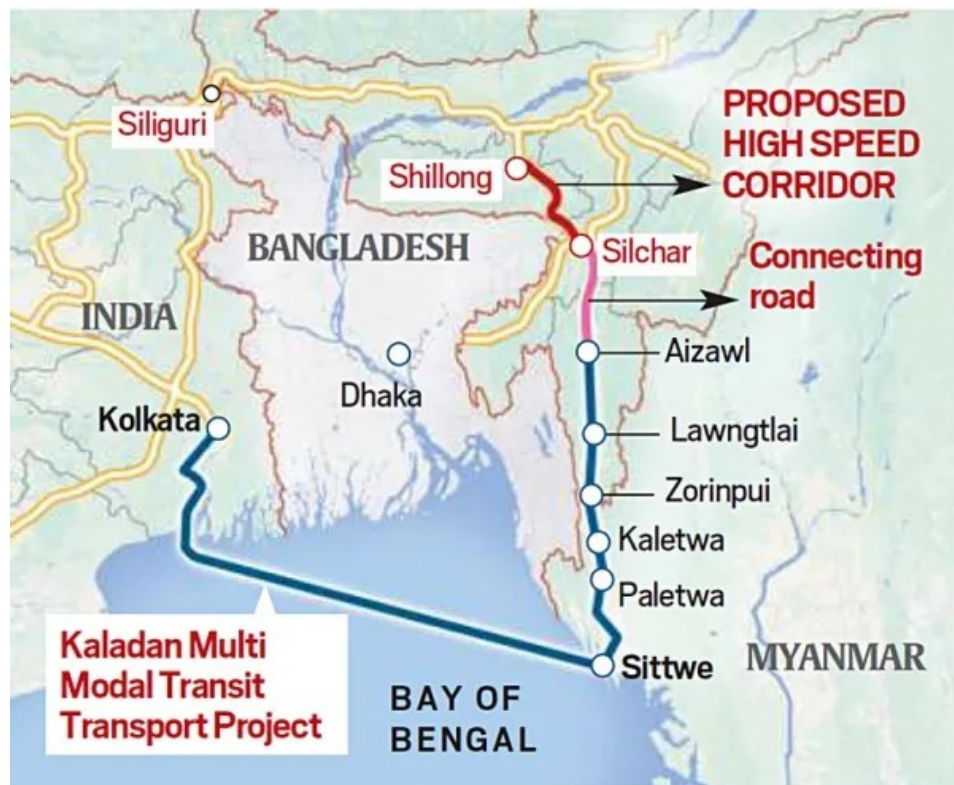 Siliguri
PROPOSED
HIGH SPEED
CORRIDOR
Shillong
BANGLADESH
Silchar
Connecting
road
INDIA
Aizawl
Dhaka
Kolkata
Lawngtlai
Zorinpui
Kaletwa
Paletwa
Kaladan Multi
Modal Transit
Transport Project
Sittwe
MYANMAR
BAY OF
BENGAL